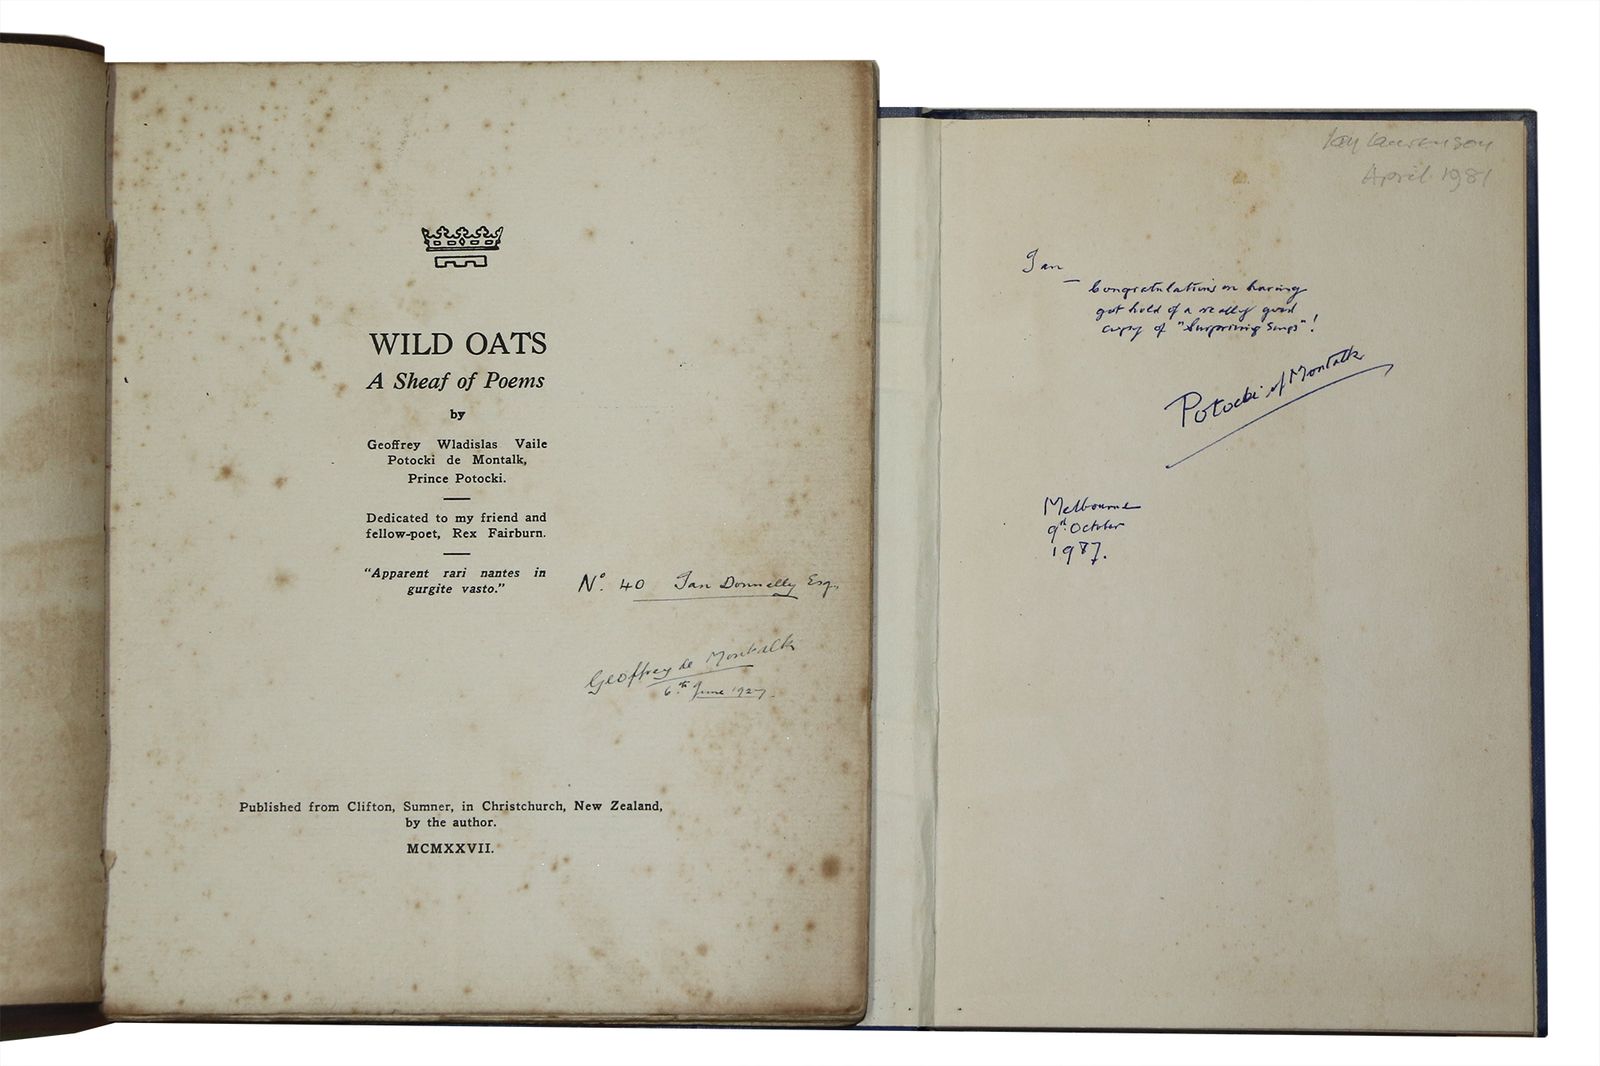 WILD OATS
A Sheaf of Poems
by
Geoffrey Wladislas Vaile
Potocki de Montalk,
Prince Potocki.
Dedicated to my friend and
fellow-poet, Rex Fairburn.
"Apparent rari nantes in
gurgite vasto."
No. 40 Ian Donnelly Esq.,
Geoffrey de Montalk
6th June 1927.
Published from Clifton, Sumner, in Christchurch, New Zealand,
by the author.
MCMXXVII.
Laurenson
April 1981
Ian
— Congratulations on having
got hold of a really good
copy of "Surprising Songs"!
Potocki of Montalk
Melbourne
October
1987.